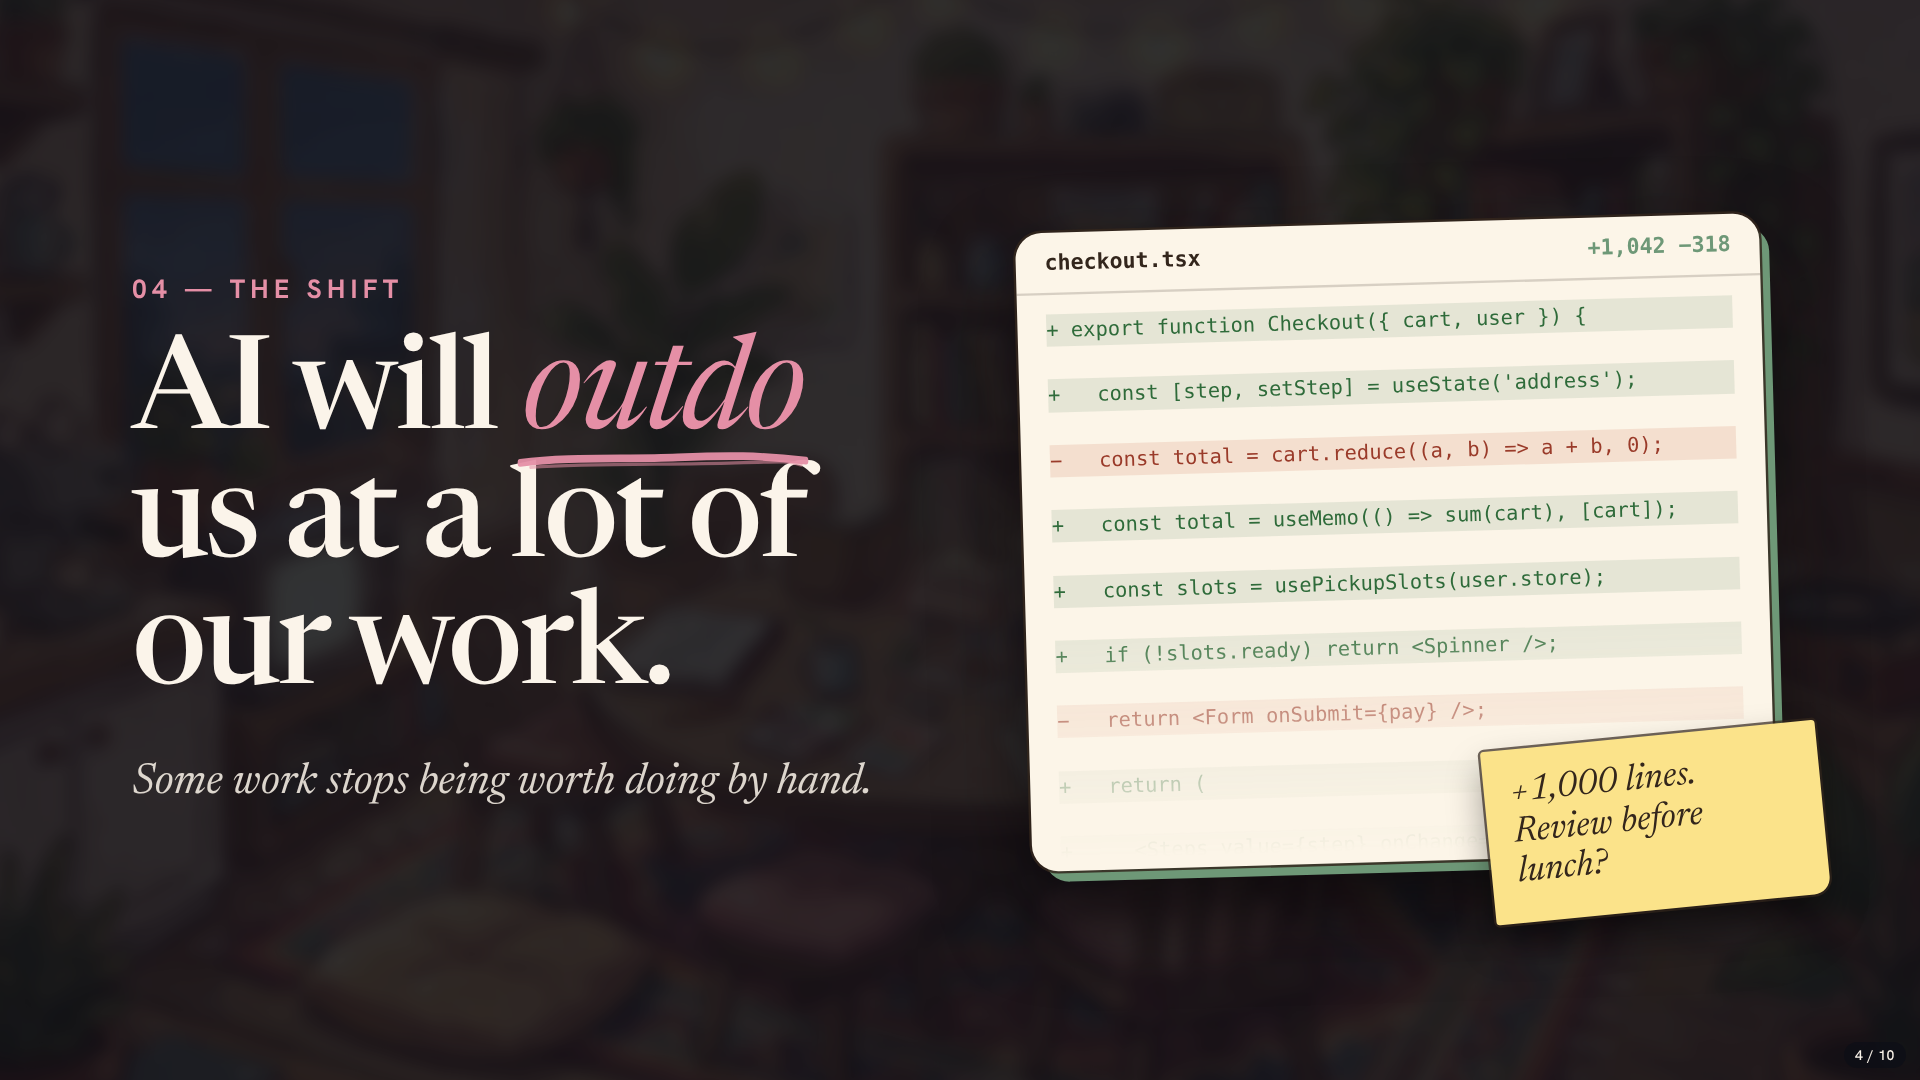 04 — THE SHIFT
AI will outdo
us at a lot of
our work.
Some work stops being worth doing by hand.
checkout.tsx
+1,042 −318
+ export function Checkout({ cart, user }) {
+   const [step, setStep] = useState('address');
−   const total = cart.reduce((a, b) => a + b, 0);
+   const total = useMemo(() => sum(cart), [cart]);
+   const slots = usePickupSlots(user.store);
+   if (!slots.ready) return <Spinner />;
−   return <Form onSubmit={pay} />;
+   return (
<Steps value={step}
+1,000 lines.
Review before
lunch?
4 / 10